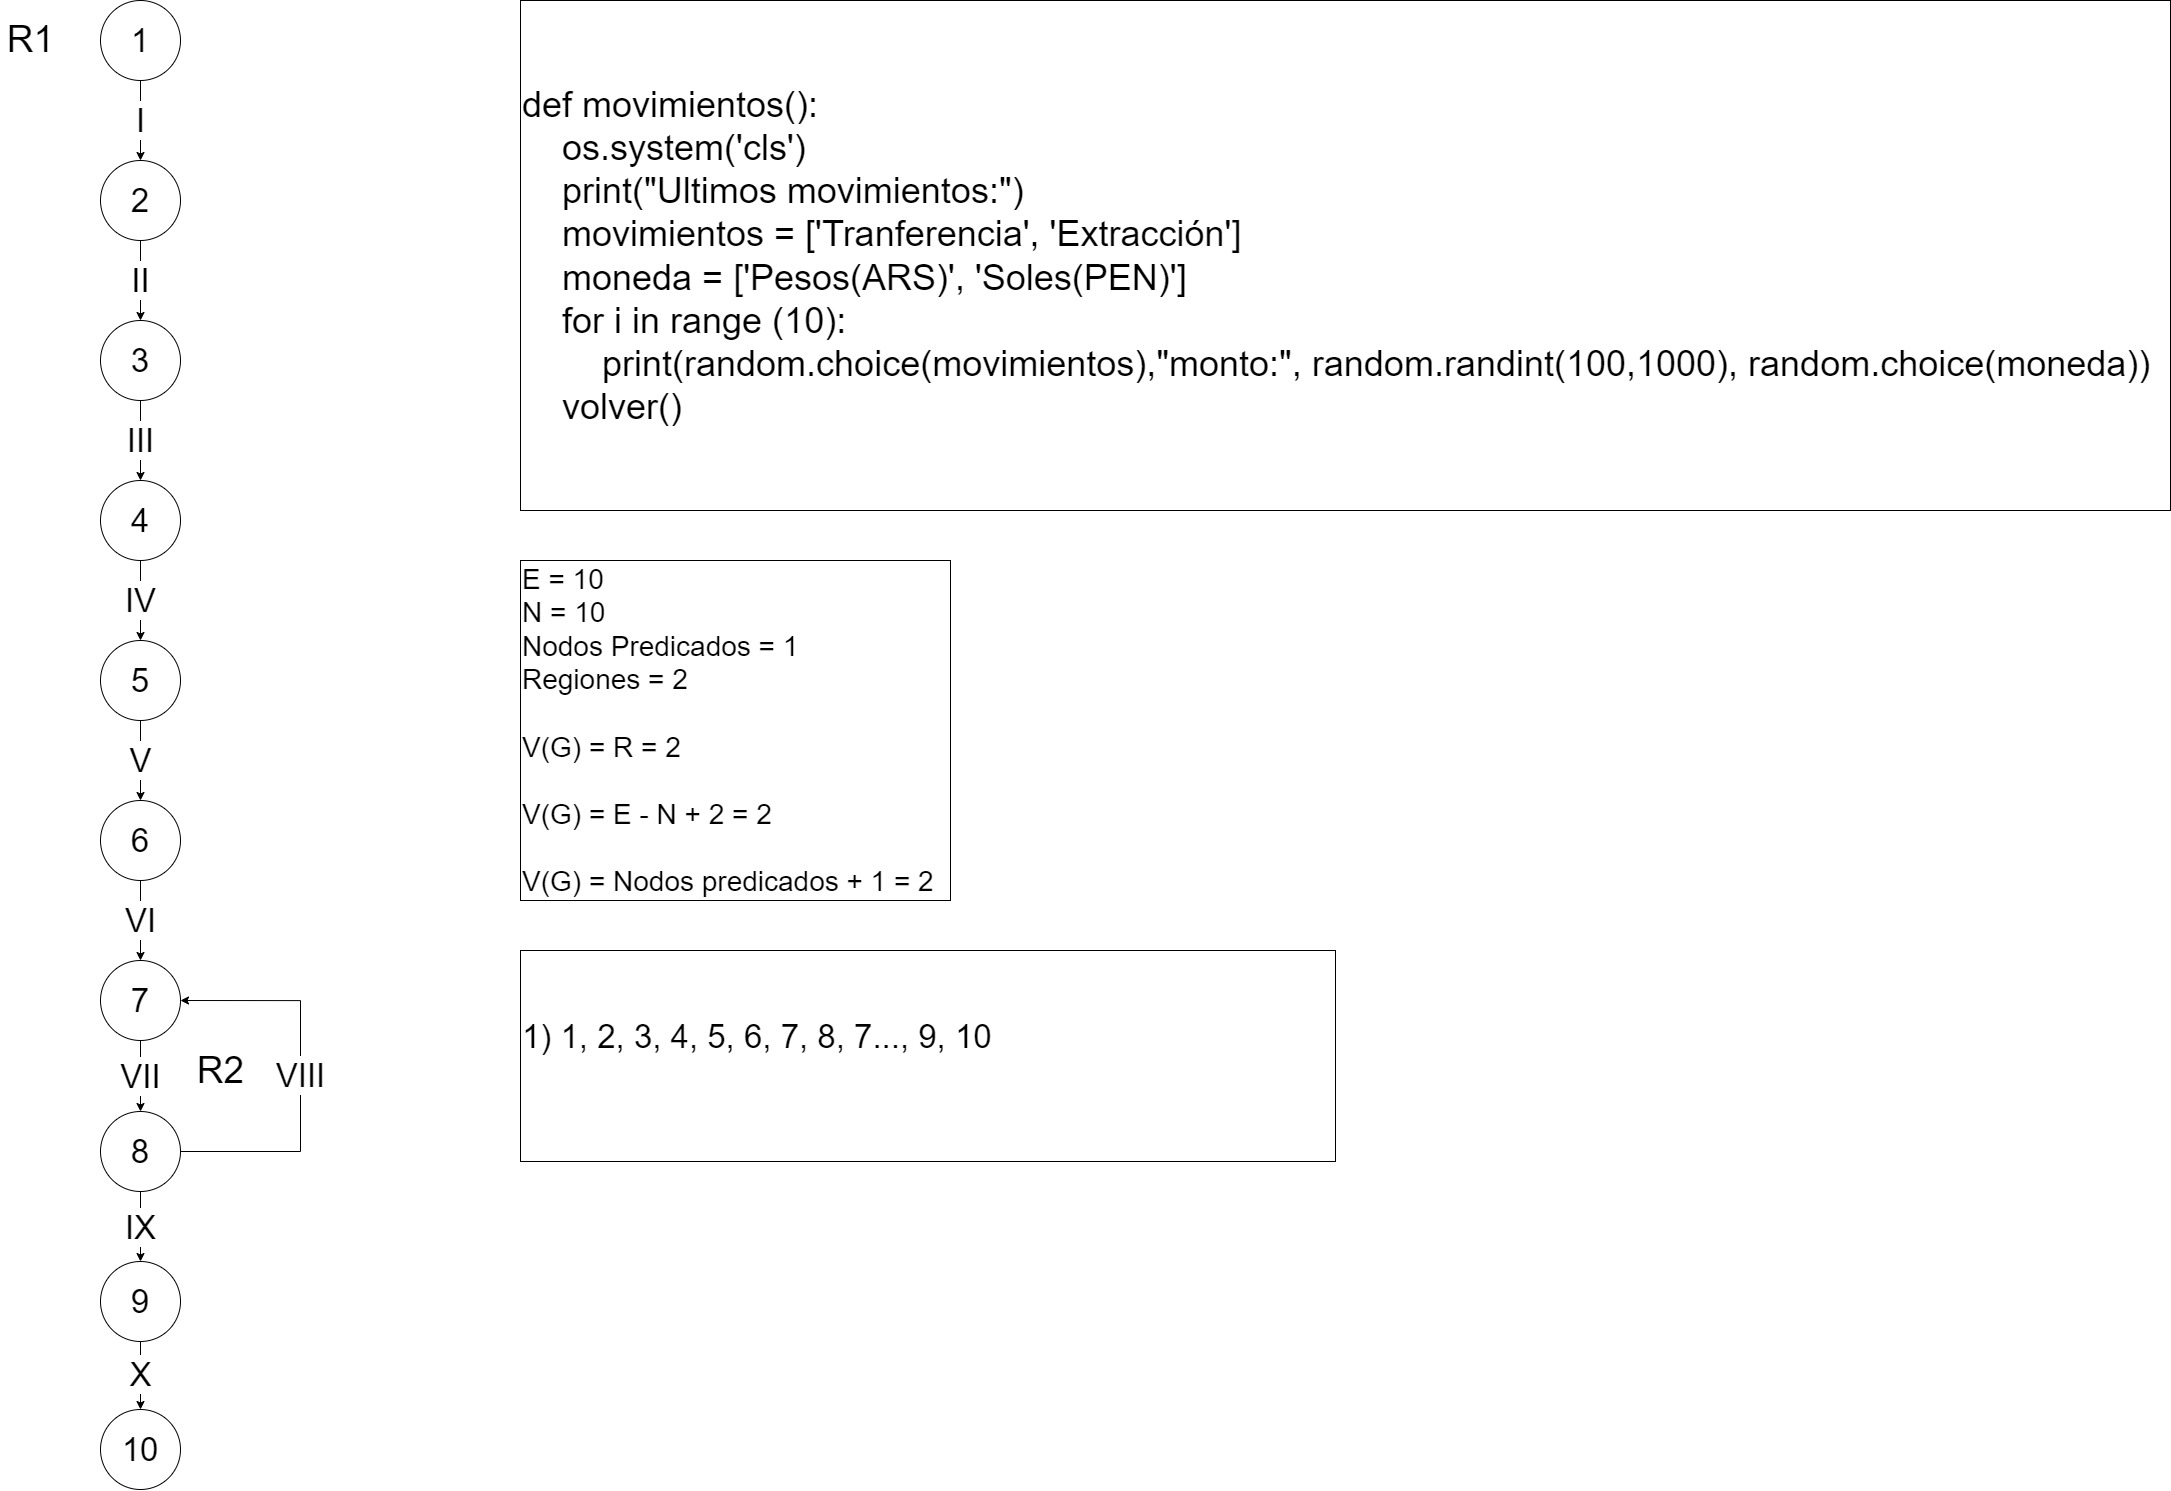 R1
1
I
2
II
3
III
4
IV
5
V
6
VI
7
VII
R2
VIII
8
IX
9
X
10
def movimientos():
os.system('cls')
print("Ultimos movimientos:")
movimientos = ['Tranferencia', 'Extracción']
moneda = ['Pesos(ARS)', 'Soles(PEN)']
for i in range (10):
print(random.choice(movimientos),"monto:", random.randint(100,1000), random.choice(moneda))
volver()
E = 10
N = 10
Nodos Predicados = 1
Regiones = 2
V(G) = R = 2
V(G) = E - N + 2 = 2
V(G) = Nodos predicados + 1 = 2
1) 1, 2, 3, 4, 5, 6, 7, 8, 7..., 9, 10